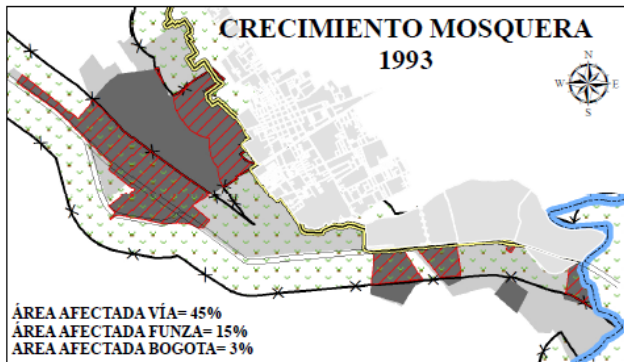 CRECIMIENTO MOSQUERA
1993
N
W E
S
ÁREA AFECTADA VÍA= 45%
ÁREA AFECTADA FUNZA= 15%
AREA AFECTADA BOGOTA= 3%